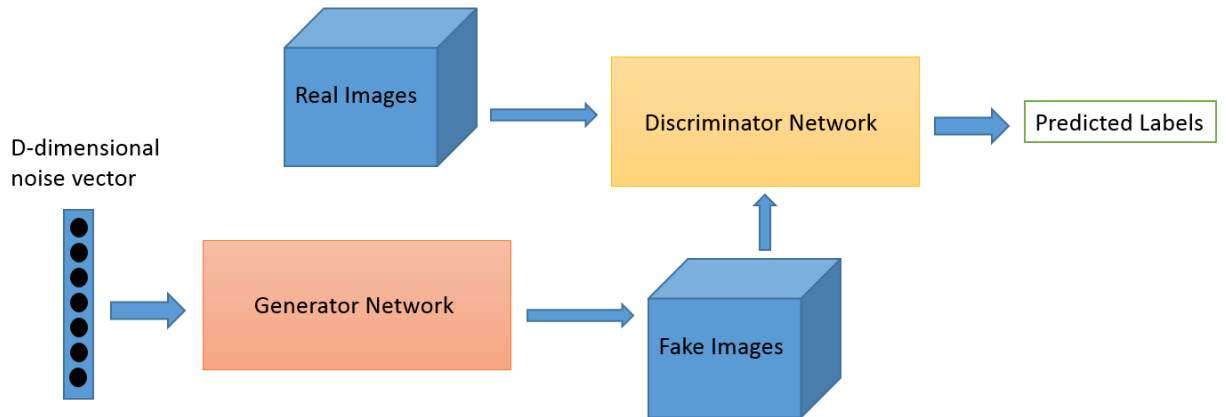 Real Images
Discriminator Network
Predicted Labels
D-dimensional
noise vector
Generator Network
Fake Images